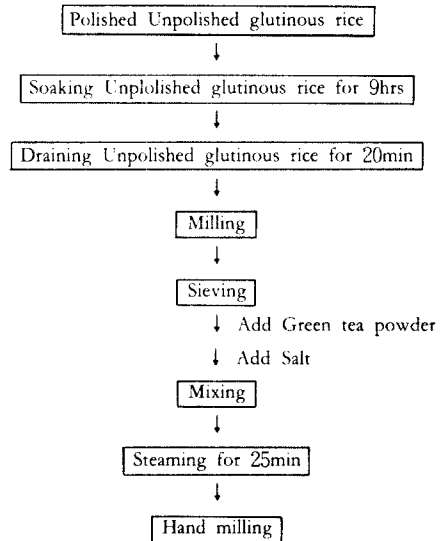 Polished Unpolished glutinous rice
Soaking Unplolished glutinous rice for 9hrs
Draining Unpolished glutinous rice for 20min
Milling
Sieving
Add Green tea powder
Add Salt
Mixing
Steaming for 25min
Hand milling